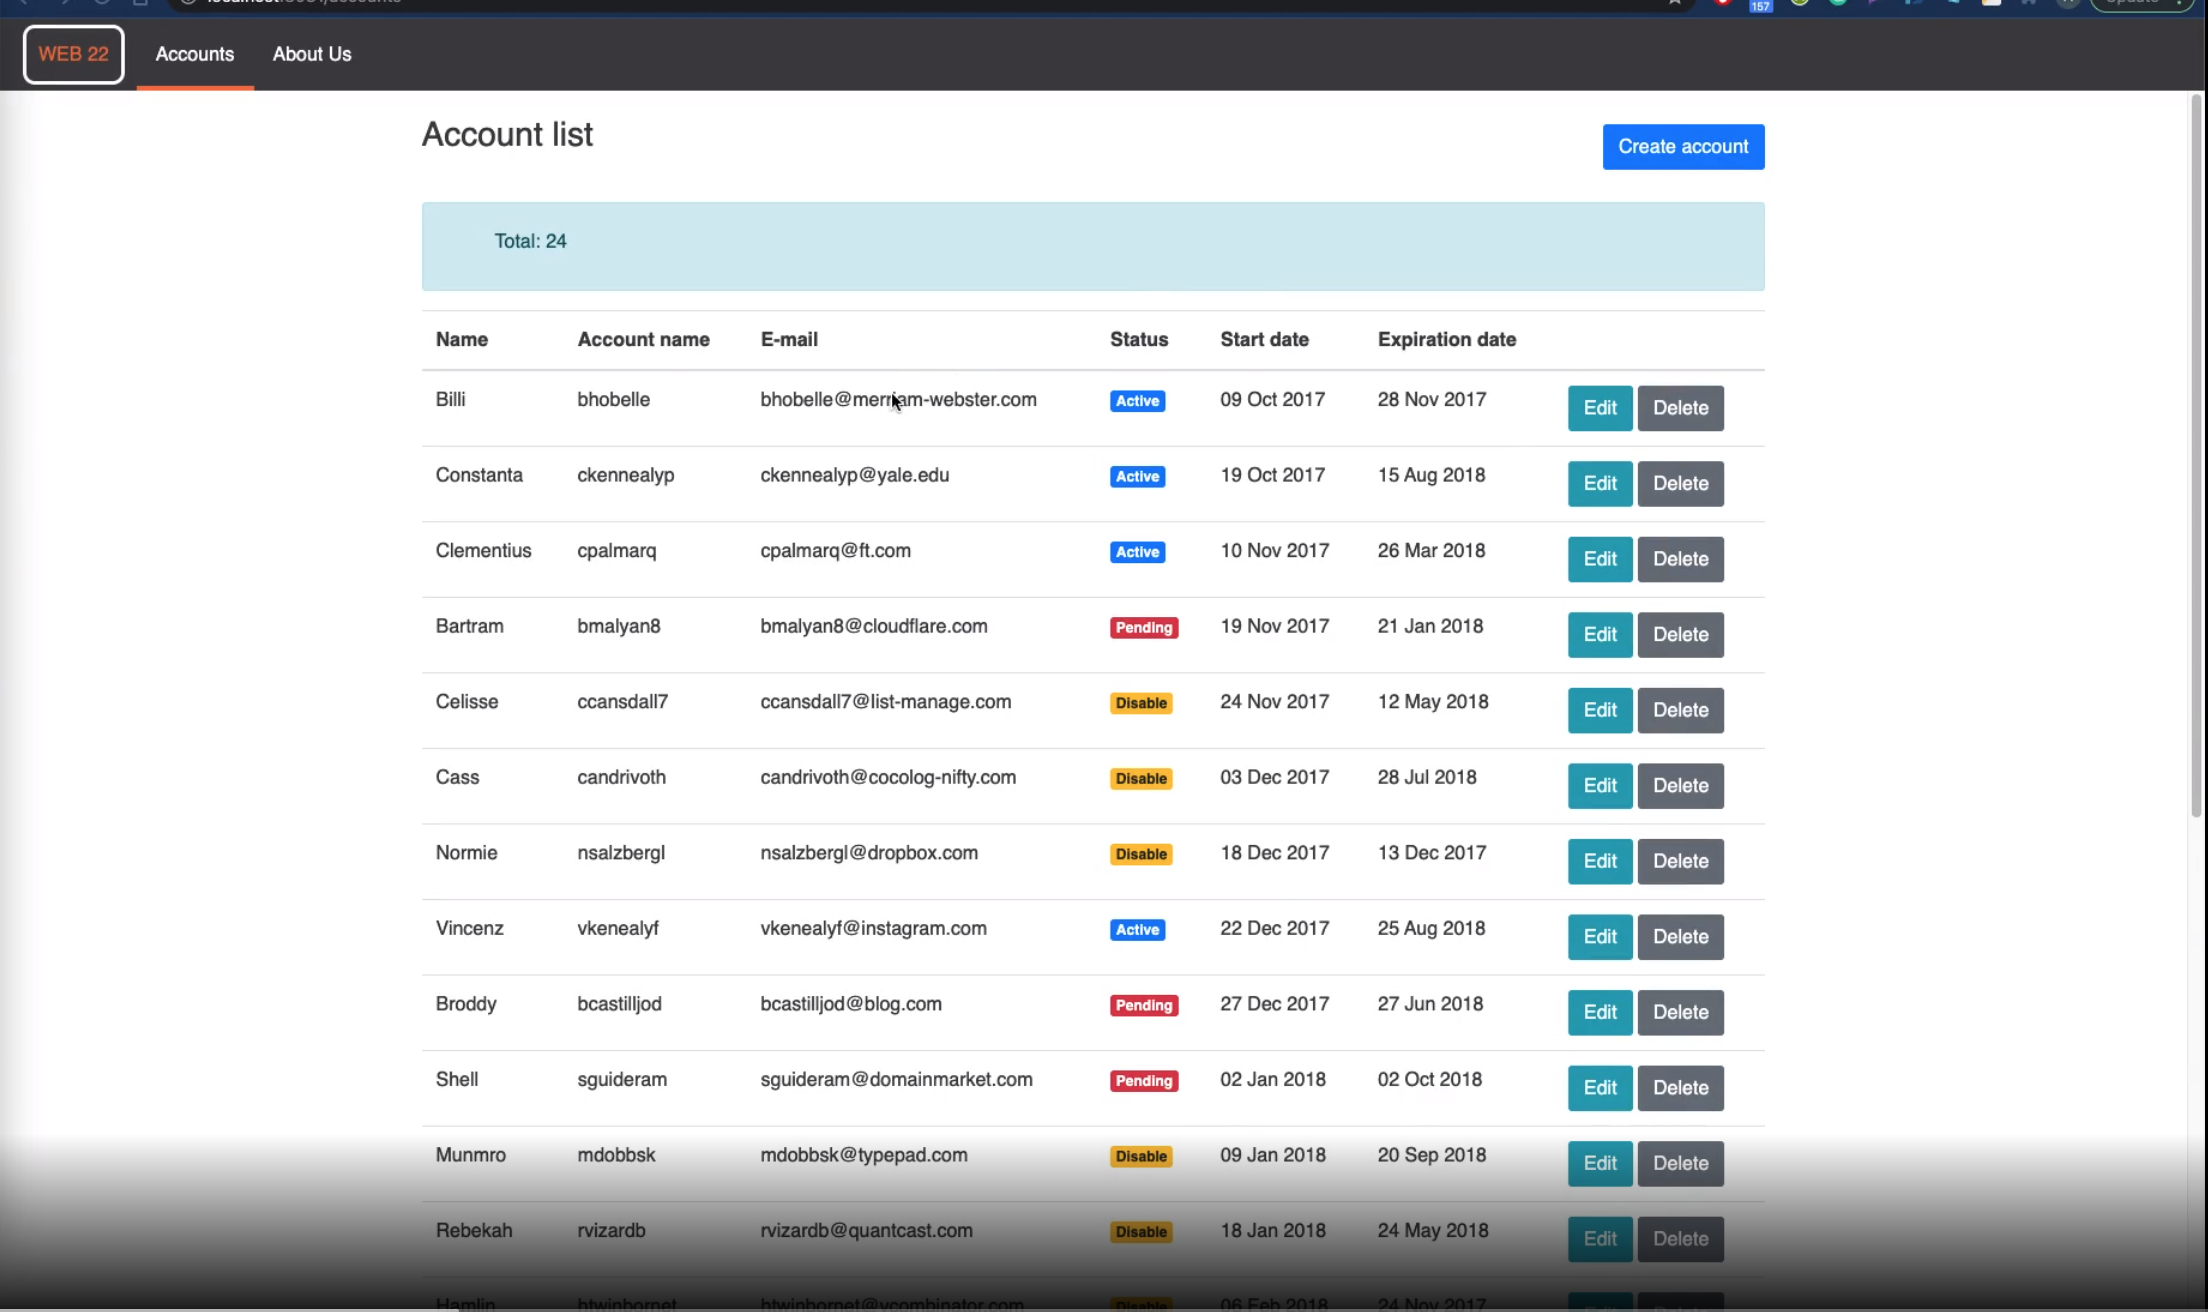 157
WEB 22 Accounts About Us
Account list
Create account
Total: 24
Name Account name E-mail Status Start date Expiration date
Billi bhobelle bhobelle@merriam-webster.com Active 09 Oct 2017 28 Nov 2017 Edit Delete
Constanta ckennealyp ckennealyp@yale.edu Active 19 Oct 2017 15 Aug 2018 Edit Delete
Clementius cpalmarq cpalmarq@ft.com Active 10 Nov 2017 26 Mar 2018 Edit Delete
Bartram bmalyan8 bmalyan8@cloudflare.com Pending 19 Nov 2017 21 Jan 2018 Edit Delete
Celisse ccansdall7 ccansdall7@list-manage.com Disable 24 Nov 2017 12 May 2018 Edit Delete
Cass candrivoth candrivoth@cocolog-nifty.com Disable 03 Dec 2017 28 Jul 2018 Edit Delete
Normie nsalzbergl nsalzbergl@dropbox.com Disable 18 Dec 2017 13 Dec 2017 Edit Delete
Vincenz vkenealyf vkenealyf@instagram.com Active 22 Dec 2017 25 Aug 2018 Edit Delete
Broddy bcastilljod bcastilljod@blog.com Pending 27 Dec 2017 27 Jun 2018 Edit Delete
Shell sguideram sguideram@domainmarket.com Pending 02 Jan 2018 02 Oct 2018 Edit Delete
Munmro mdobbsk mdobbsk@typepad.com Disable 09 Jan 2018 20 Sep 2018 Edit Delete
Rebekah rvizardb rvizardb@quantcast.com Disable 18 Jan 2018 24 May 2018 Edit Delete
Hamlin htwinbornet htwinbornet@ycombinator.com Disable 06 Feb 2018 24 Nov 2017